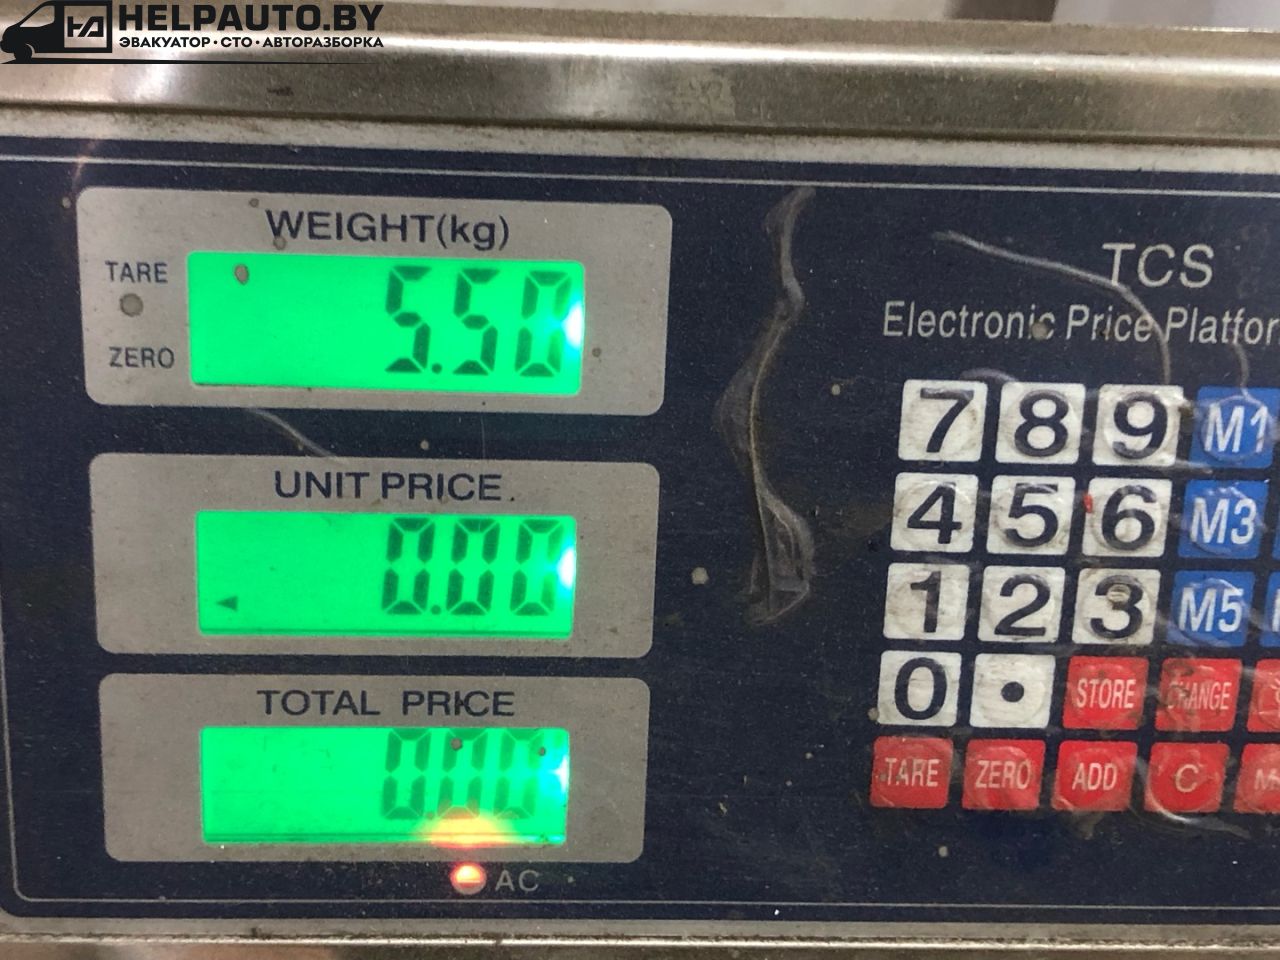 HELPAUTO.BY
ЭВАКУАТОР·СТО·АВТОРАЗБОРКА
WEIGHT(kg)
TARE
5.50
ZERO
UNIT PRICE
0.00
TOTAL PRICE
0.00
AC
TCS
Electronic Price
7 8 9 M1
4 5 6 M3
1 2 3 M5
0 . STORE CHANGE
TARE ZERO ADD C